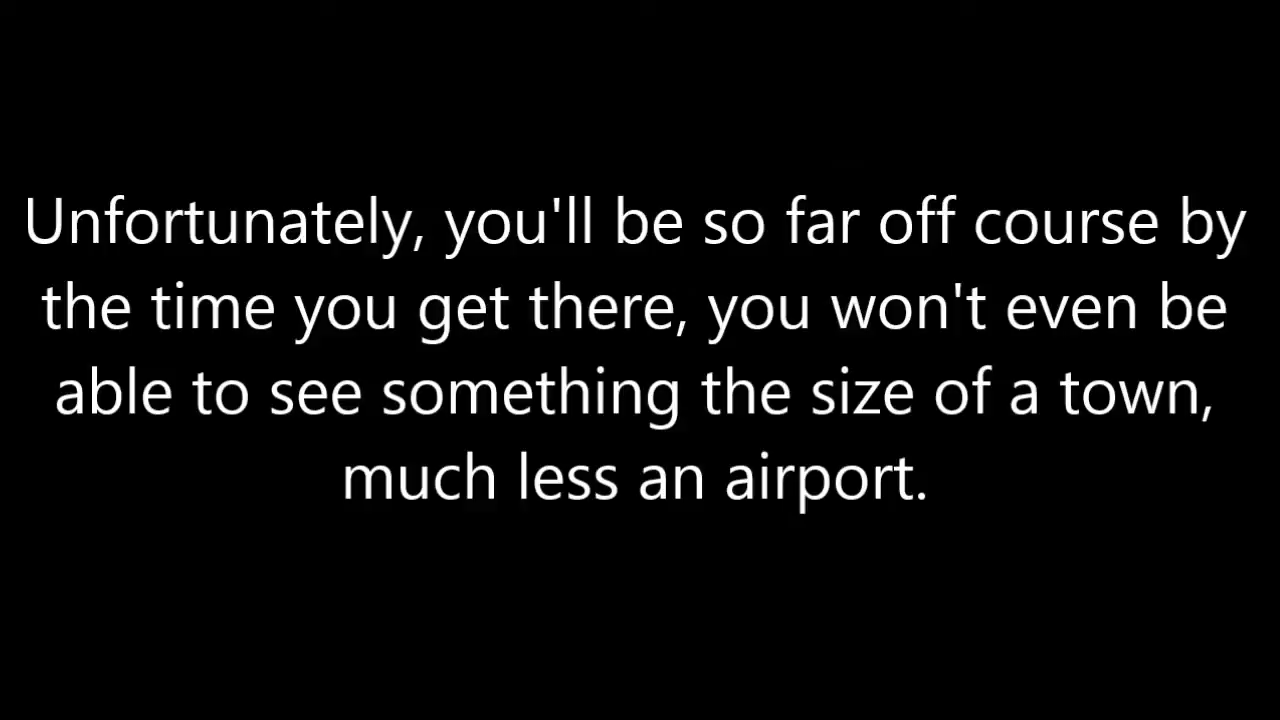 Unfortunately, you'll be so far off course by
the time you get there, you won't even be
able to see something the size of a town,
much less an airport.